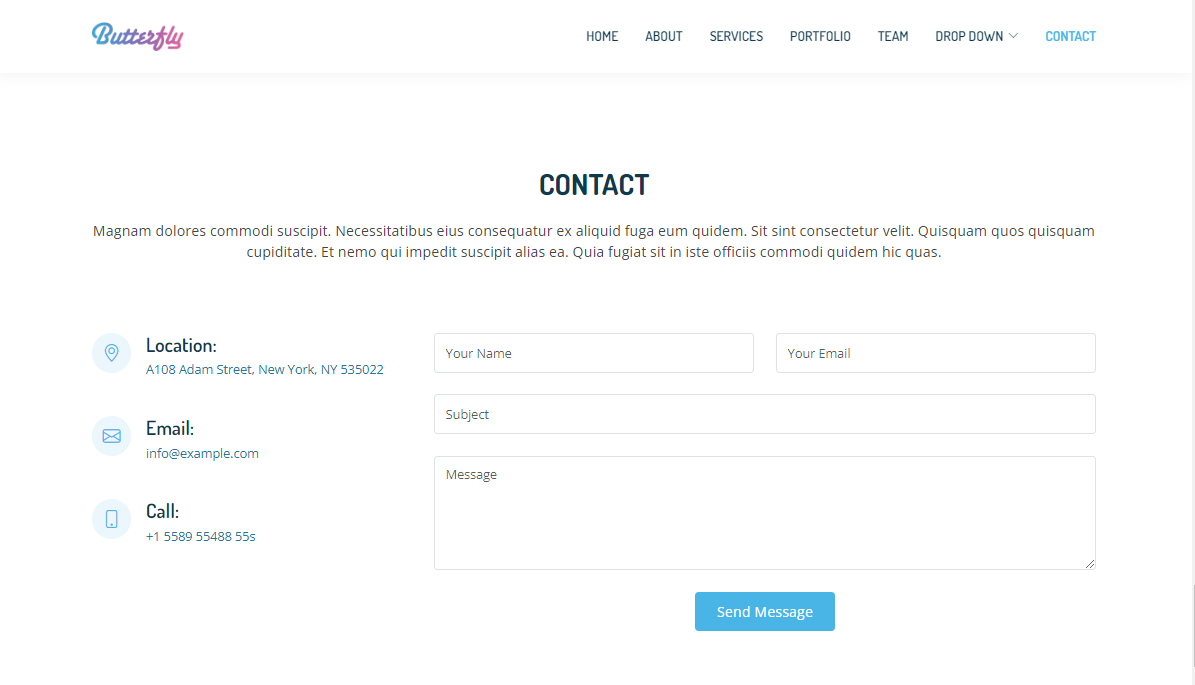 Butterfly
HOME ABOUT SERVICES PORTFOLIO TEAM DROP DOWN CONTACT
CONTACT
Magnam dolores commodi suscipit. Necessitatibus eius consequatur ex aliquid fuga eum quidem. Sit sint consectetur velit. Quisquam quos quisquam
cupiditate. Et nemo qui impedit suscipit alias ea. Quia fugiat sit in iste officiis commodi quidem hic quas.
Location:
A108 Adam Street, New York, NY 535022
Email:
info@example.com
Call:
+1 5589 55488 55s
Your Name
Your Email
Subject
Message
Send Message